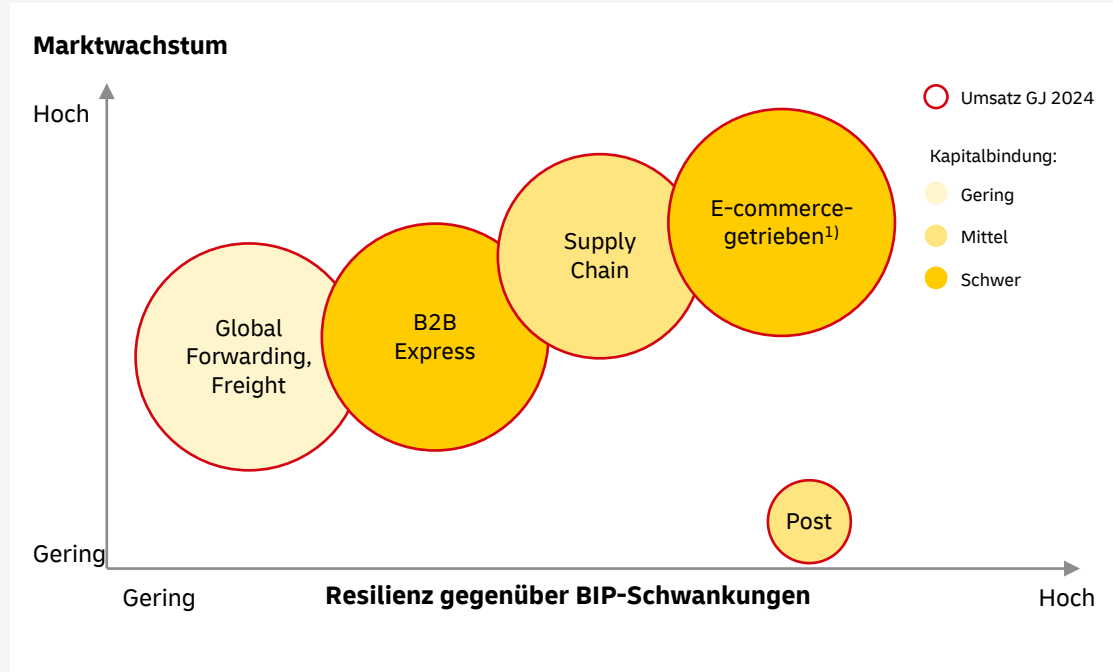 Marktwachstum
Hoch
Umsatz GJ 2024
Kapitalbindung:
Gering
Mittel
Schwer
E-commerce-
getrieben¹⁾
Supply
Chain
B2B
Express
Global
Forwarding,
Freight
Post
Gering
Gering
Resilienz gegenüber BIP-Schwankungen
Hoch